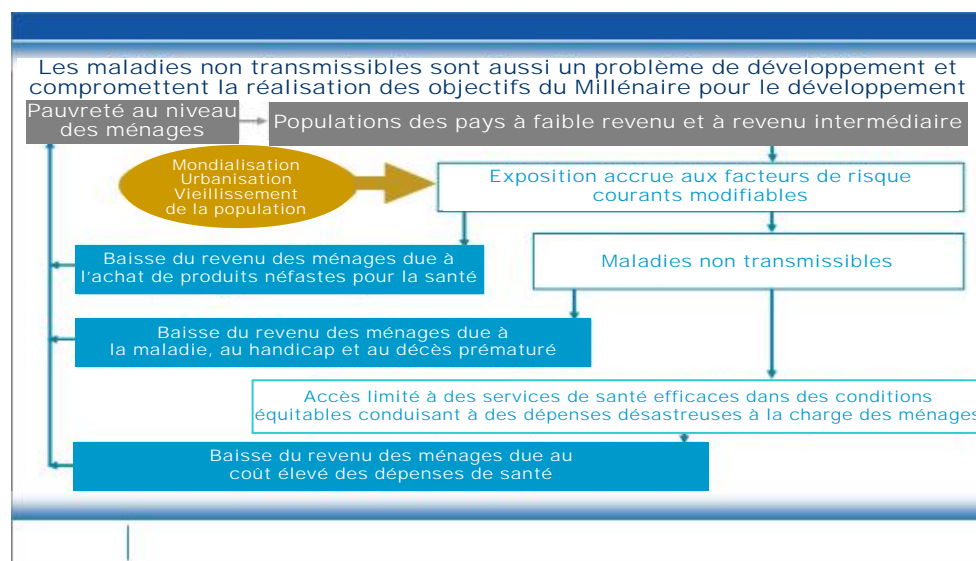 Les maladies non transmissibles sont aussi un problème de développement et
compromettent la réalisation des objectifs du Millénaire pour le développement
Pauvreté au niveau
des ménages
Populations des pays à faible revenu et à revenu intermédiaire
Mondialisation
Urbanisation
Vieillissement
de la population
Exposition accrue aux facteurs de risque
courants modifiables
Baisse du revenu des ménages due à
l'achat de produits néfastes pour la santé
Maladies non transmissibles
Baisse du revenu des ménages due à
la maladie, au handicap et au décès prématuré
Accès limité à des services de santé efficaces dans des conditions
équitables conduisant à des dépenses désastreuses à la charge des ménages
Baisse du revenu des ménages due au
coût élevé des dépenses de santé